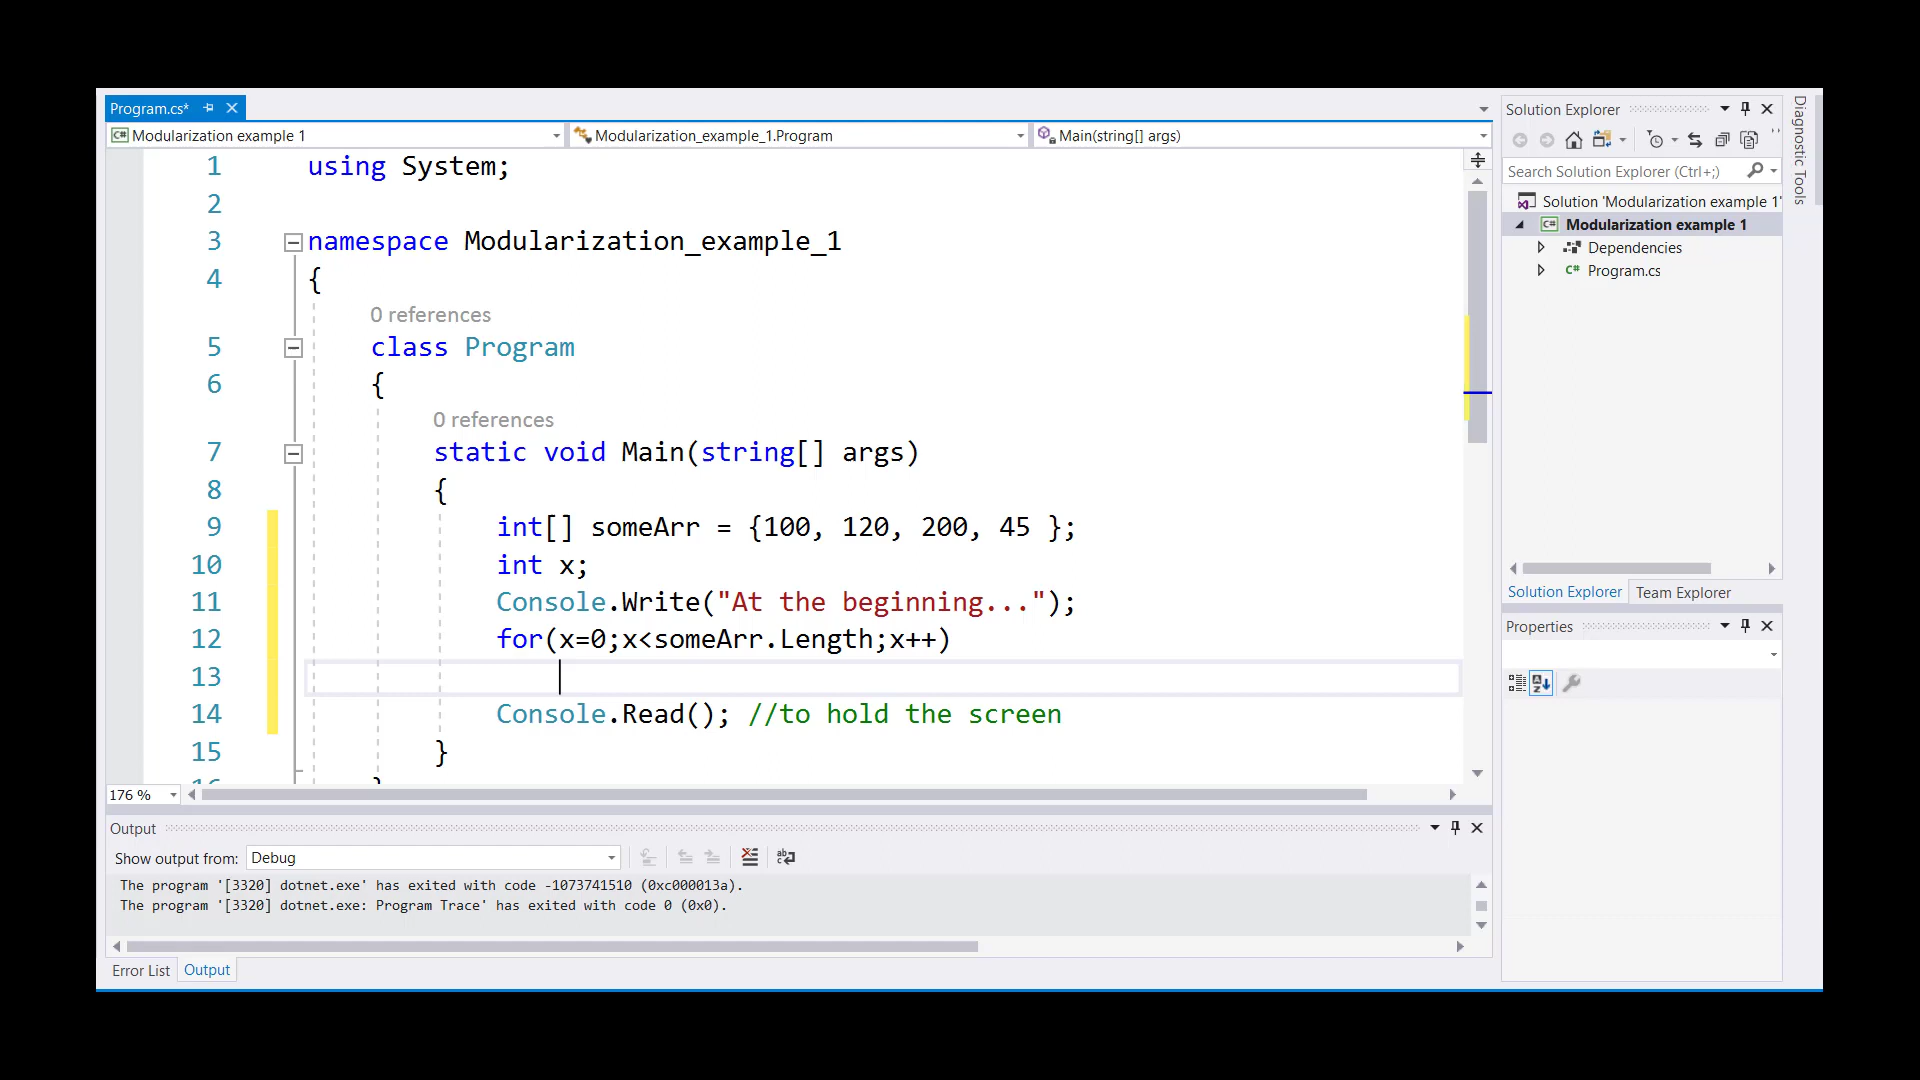 Program.cs*
Modularization example 1
Modularization_example_1.Program
Main(string[] args)
1 using System;
2
3 namespace Modularization_example_1
4 {
0 references
5 class Program
6 {
0 references
7 static void Main(string[] args)
8 {
9 int[] someArr = {100, 120, 200, 45 };
10 int x;
11 Console.Write("At the beginning...");
12 for(x=0;x<someArr.Length;x++)
13
14 Console.Read(); //to hold the screen
15 }
16 }
176 %
Output
Show output from: Debug
The program '[3320] dotnet.exe' has exited with code -1073741510 (0xc000013a).
The program '[3320] dotnet.exe: Program Trace' has exited with code 0 (0x0).
Error List Output
Solution Explorer
Search Solution Explorer (Ctrl+;)
Solution 'Modularization example 1'
C# Modularization example 1
Dependencies
C# Program.cs
Solution Explorer Team Explorer
Properties
Diagnostic Tools